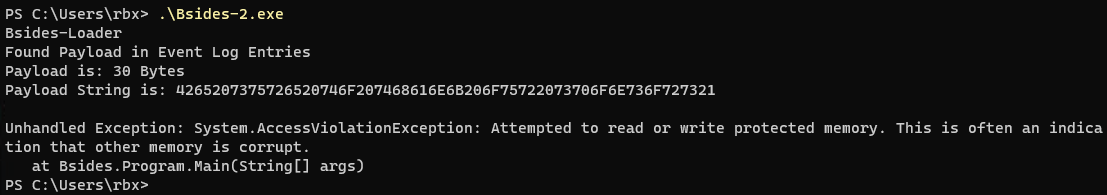 PS C:\Users\rbx> .\Bsides-2.exe
Bsides-Loader
Found Payload in Event Log Entries
Payload is: 30 Bytes
Payload String is: 4265207375726520746F207468616E6B206F75722073706F6E736F727321
Unhandled Exception: System.AccessViolationException: Attempted to read or write protected memory. This is often an indica
tion that other memory is corrupt.
   at Bsides.Program.Main(String[] args)
PS C:\Users\rbx>